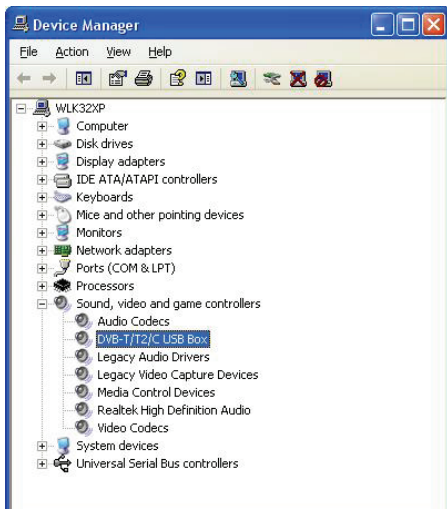 Device Manager
File Action View Help
WLK32XP
Computer
Disk drives
Display adapters
IDE ATA/ATAPI controllers
Keyboards
Mice and other pointing devices
Monitors
Network adapters
Ports (COM & LPT)
Processors
Sound, video and game controllers
Audio Codecs
DVB-T/T2/C USB Box
Legacy Audio Drivers
Legacy Video Capture Devices
Media Control Devices
Realtek High Definition Audio
Video Codecs
System devices
Universal Serial Bus controllers